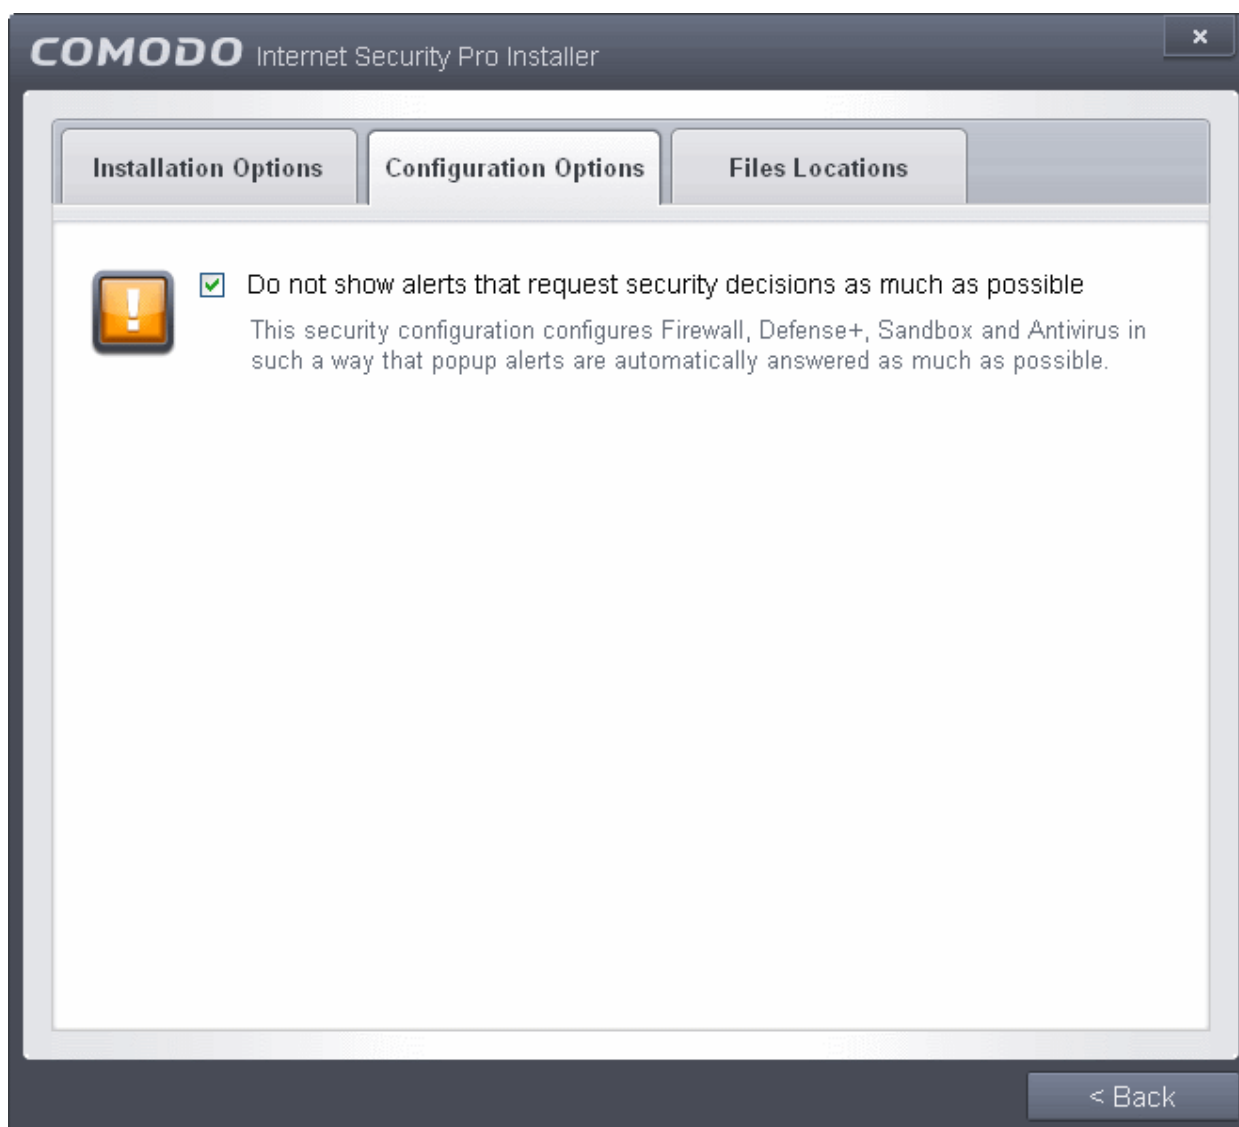 COMODO Internet Security Pro Installer
Installation Options
Configuration Options
Files Locations
Do not show alerts that request security decisions as much as possible
This security configuration configures Firewall, Defense+, Sandbox and Antivirus in
such a way that popup alerts are automatically answered as much as possible.
< Back